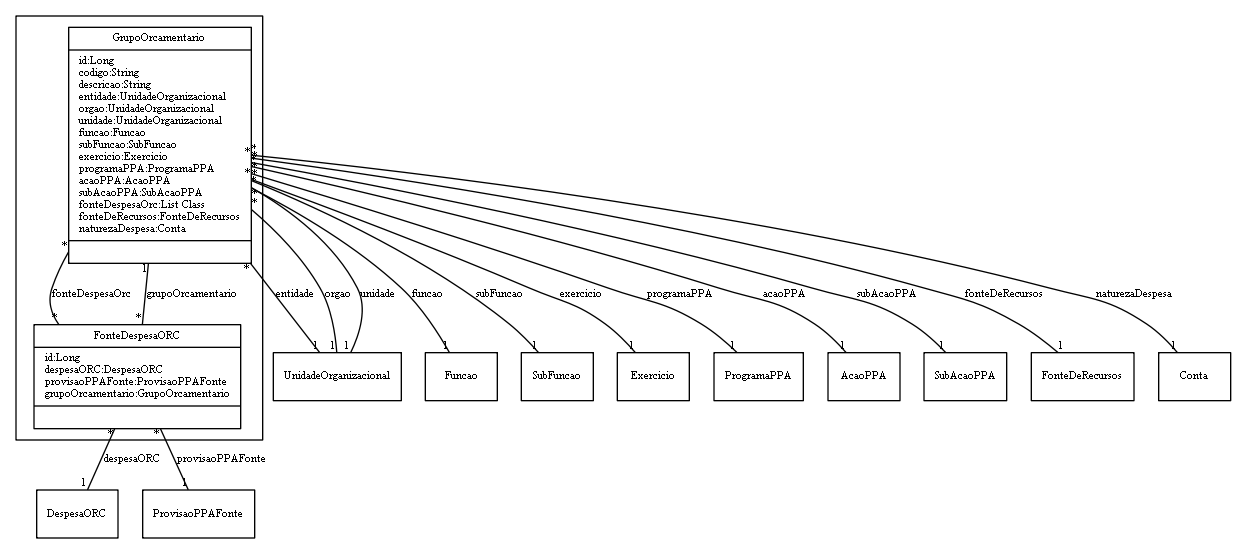 GrupoOrcamentario
id:Long
codigo:String
descricao:String
entidade:UnidadeOrganizacional
orgao:UnidadeOrganizacional
unidade:UnidadeOrganizacional
funcao:Funcao
subFuncao:SubFuncao
exercicio:Exercicio
programaPPA:ProgramaPPA
acaoPPA:AcaoPPA
subAcaoPPA:SubAcaoPPA
fonteDespesaOrc:List Class
fonteDeRecursos:FonteDeRecursos
naturezaDespesa:Conta
* * * * * * * * *
* 1 *
fonteDespesaOrc grupoOrcamentario entidade orgao unidade funcao subFuncao exercicio programaPPA acaoPPA subAcaoPPA fonteDeRecursos naturezaDespesa
* *
1 1 1 1 1 1 1 1 1 1 1
FonteDespesaORC
id:Long
despesaORC:DespesaORC
provisaoPPAFonte:ProvisaoPPAFonte
grupoOrcamentario:GrupoOrcamentario
UnidadeOrganizacional
Funcao
SubFuncao
Exercicio
ProgramaPPA
AcaoPPA
SubAcaoPPA
FonteDeRecursos
Conta
* *
despesaORC provisaoPPAFonte
1 1
DespesaORC
ProvisaoPPAFonte